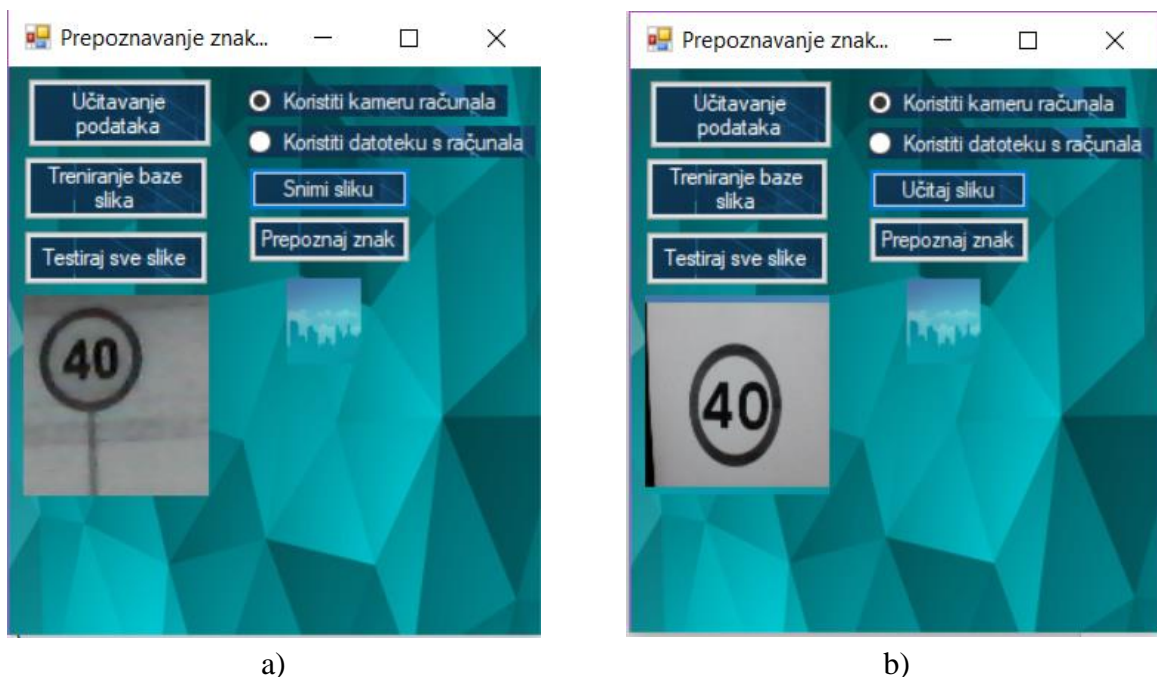 Prepoznavanje znak...
Učitavanje
podataka
Treniranje baze
slika
Testiraj sve slike
Koristiti kameru računala
Koristiti datoteku s računala
Snimi sliku
Prepoznaj znak
40
a)
Prepoznavanje znak...
Učitavanje
podataka
Treniranje baze
slika
Testiraj sve slike
Koristiti kameru računala
Koristiti datoteku s računala
Učitaj sliku
Prepoznaj znak
40
b)